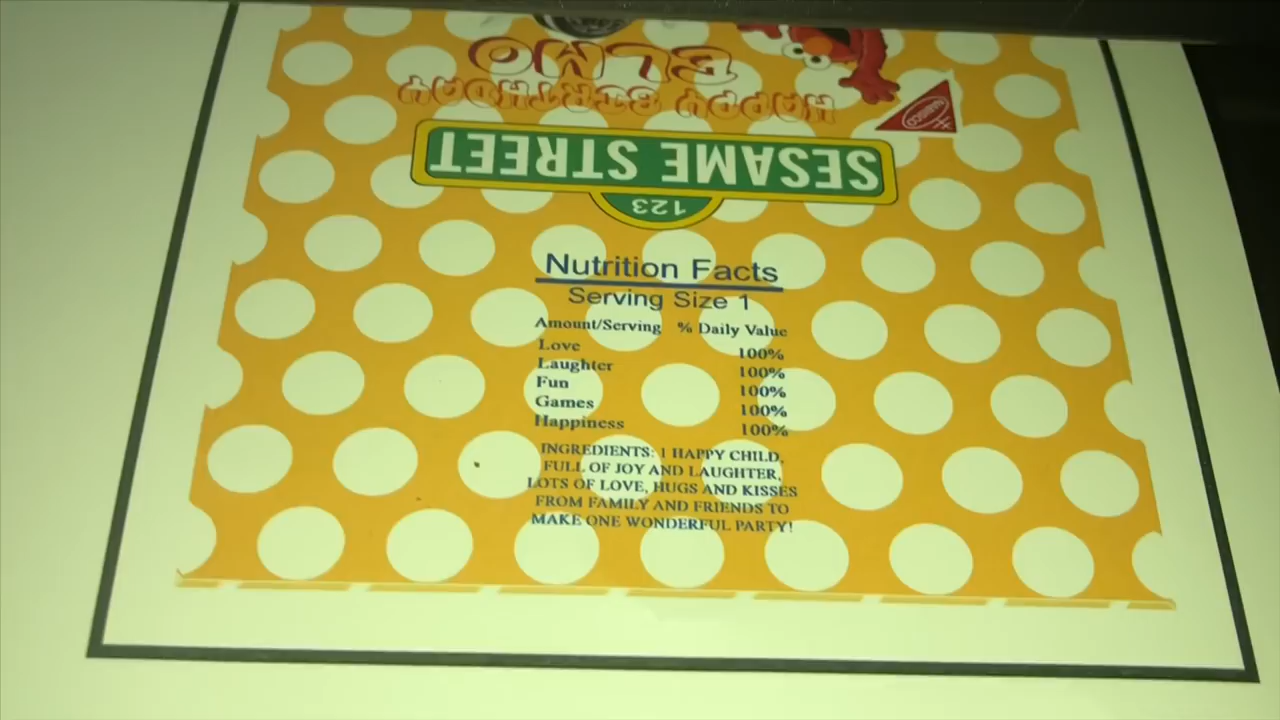 ELMO
HAPPY BIRTHDAY
NABISCO
SESAME STREET
123
Nutrition Facts
Serving Size 1
Amount/Serving % Daily Value
Love 100%
Laughter 100%
Fun 100%
Games 100%
Happiness 100%
INGREDIENTS: 1 HAPPY CHILD,
FULL OF JOY AND LAUGHTER,
LOTS OF LOVE, HUGS AND KISSES
FROM FAMILY AND FRIENDS TO
MAKE ONE WONDERFUL PARTY!